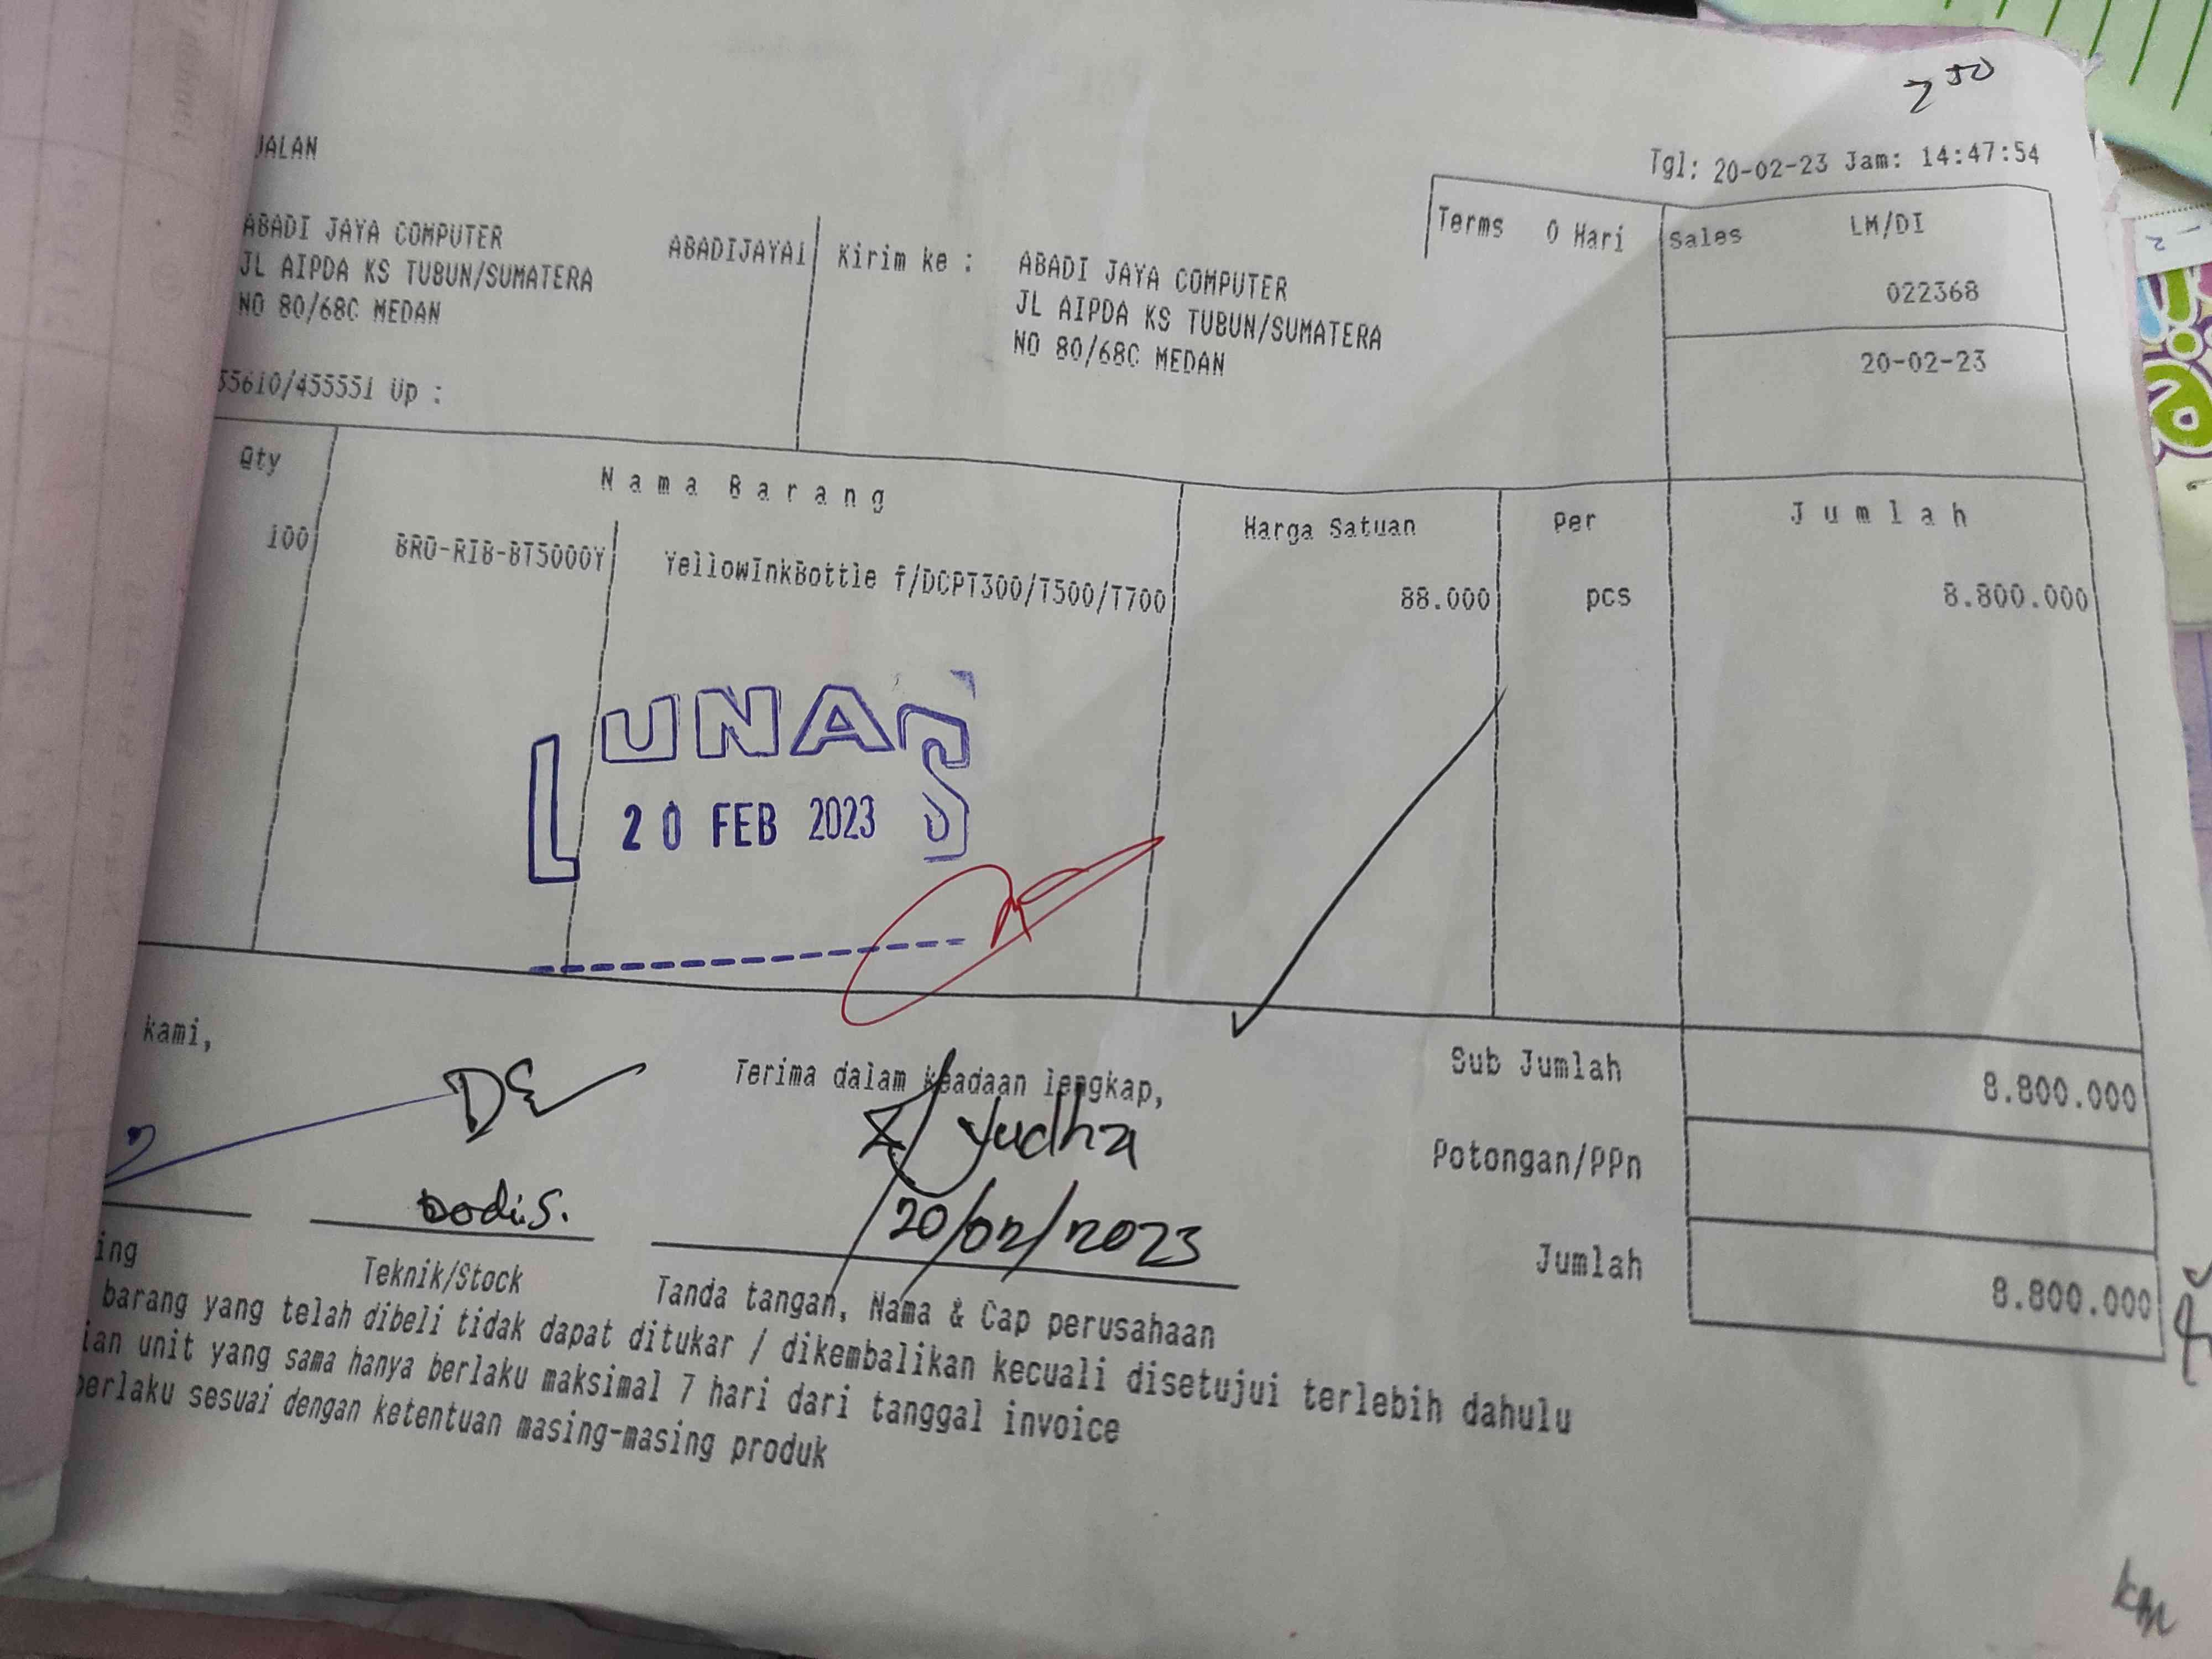 JALAN
Tgl: 20-02-23 Jam: 14:47:54
ABADI JAYA COMPUTER ABADIJAYA1
JL AIPDA KS TUBUN/SUMATERA
NO 80/68C MEDAN
55610/455551 Up :
Kirim ke : ABADI JAYA COMPUTER
JL AIPDA KS TUBUN/SUMATERA
NO 80/68C MEDAN
Terms 0 Hari
Sales LM/DI
022368
20-02-23
Qty Nama Barang Harga Satuan Per Jumlah
100 BRO-RIB-BT5000Y YellowInkBottle f/DCPT300/T500/T700 88.000 pcs 8.800.000
LUNAS
20 FEB 2023
kami,
Terima dalam keadaan lengkap,
Yudha
Dodi.S.
20/02/2023
ing
Teknik/Stock
Tanda tangan, Nama & Cap perusahaan
Sub Jumlah 8.800.000
Potongan/PPn
Jumlah 8.800.000
barang yang telah dibeli tidak dapat ditukar / dikembalikan kecuali disetujui terlebih dahulu
ian unit yang sama hanya berlaku maksimal 7 hari dari tanggal invoice
berlaku sesuai dengan ketentuan masing-masing produk